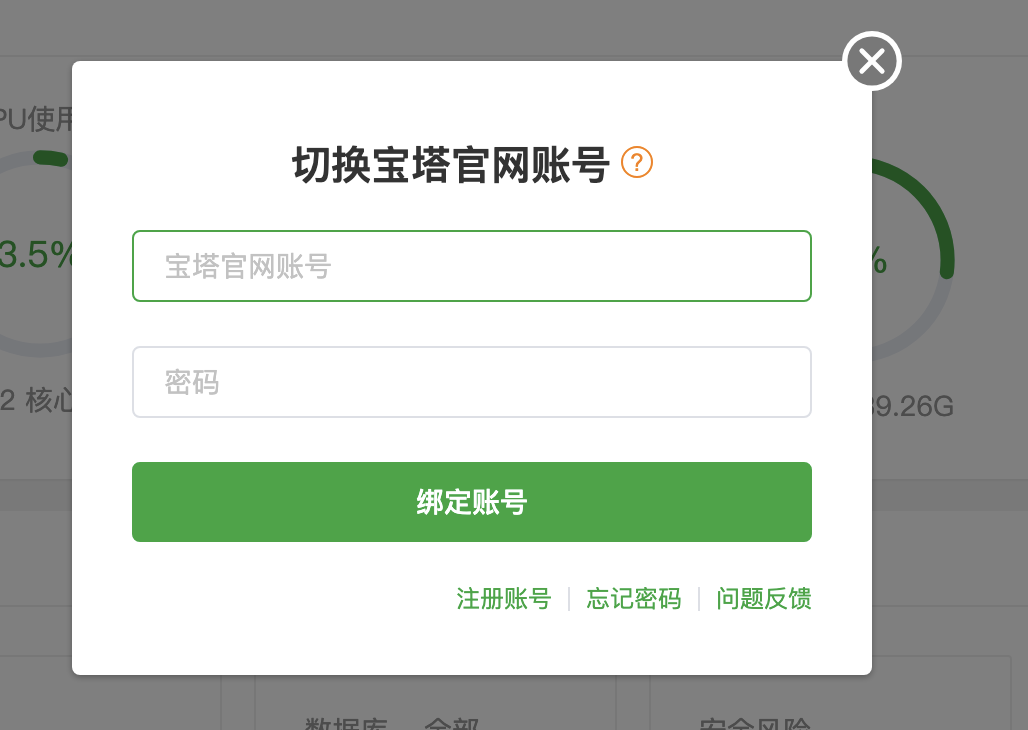 PU使用
切换宝塔官网账号 ?
3.5%
%
宝塔官网账号
密码
2 核心
39.26G
绑定账号
注册账号 | 忘记密码 | 问题反馈
数据库 全部 安全风险